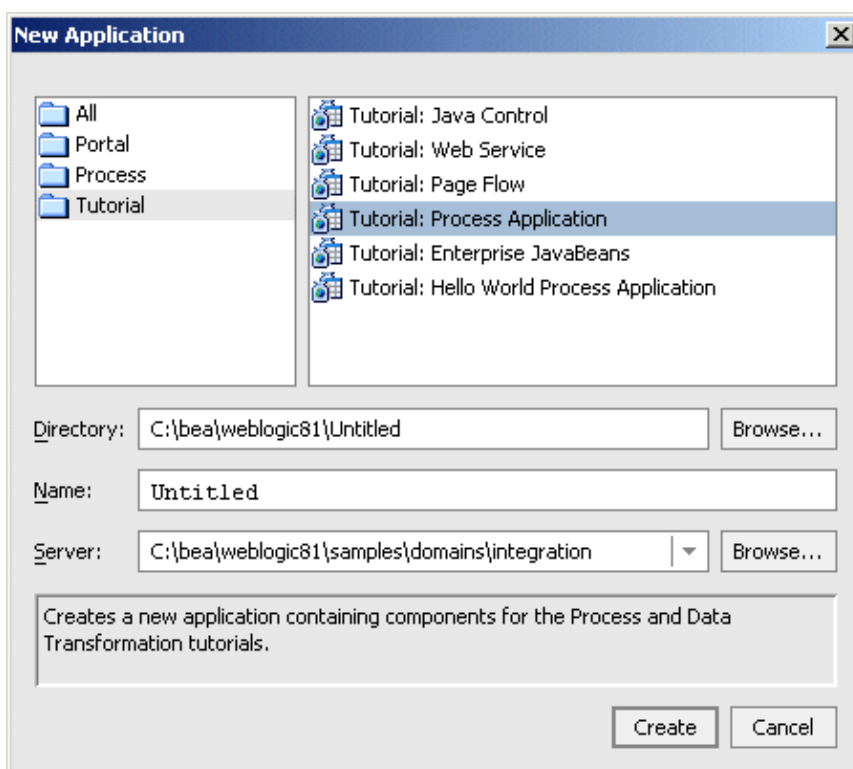 New Application
All
Portal
Process
Tutorial
Tutorial: Java Control
Tutorial: Web Service
Tutorial: Page Flow
Tutorial: Process Application
Tutorial: Enterprise JavaBeans
Tutorial: Hello World Process Application
Directory: C:\bea\weblogic81\Untitled Browse...
Name: Untitled
Server: C:\bea\weblogic81\samples\domains\integration Browse...
Creates a new application containing components for the Process and Data
Transformation tutorials.
Create Cancel